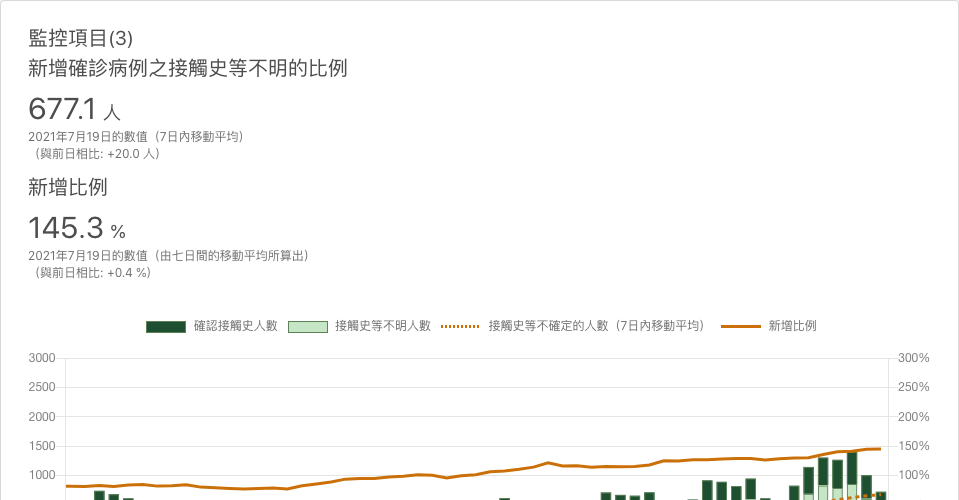 監控項目(3)
新增確診病例之接觸史等不明的比例
677.1 人
2021年7月19日的數值（7日內移動平均）
（與前日相比: +20.0 人）
新增比例
145.3 %
2021年7月19日的數值（由七日間的移動平均所算出）
（與前日相比: +0.4 %）
確認接觸史人數 接觸史等不明人數 接觸史等不確定的人數（7日內移動平均） 新增比例
3000 300%
2500 250%
2000 200%
1500 150%
1000 100%